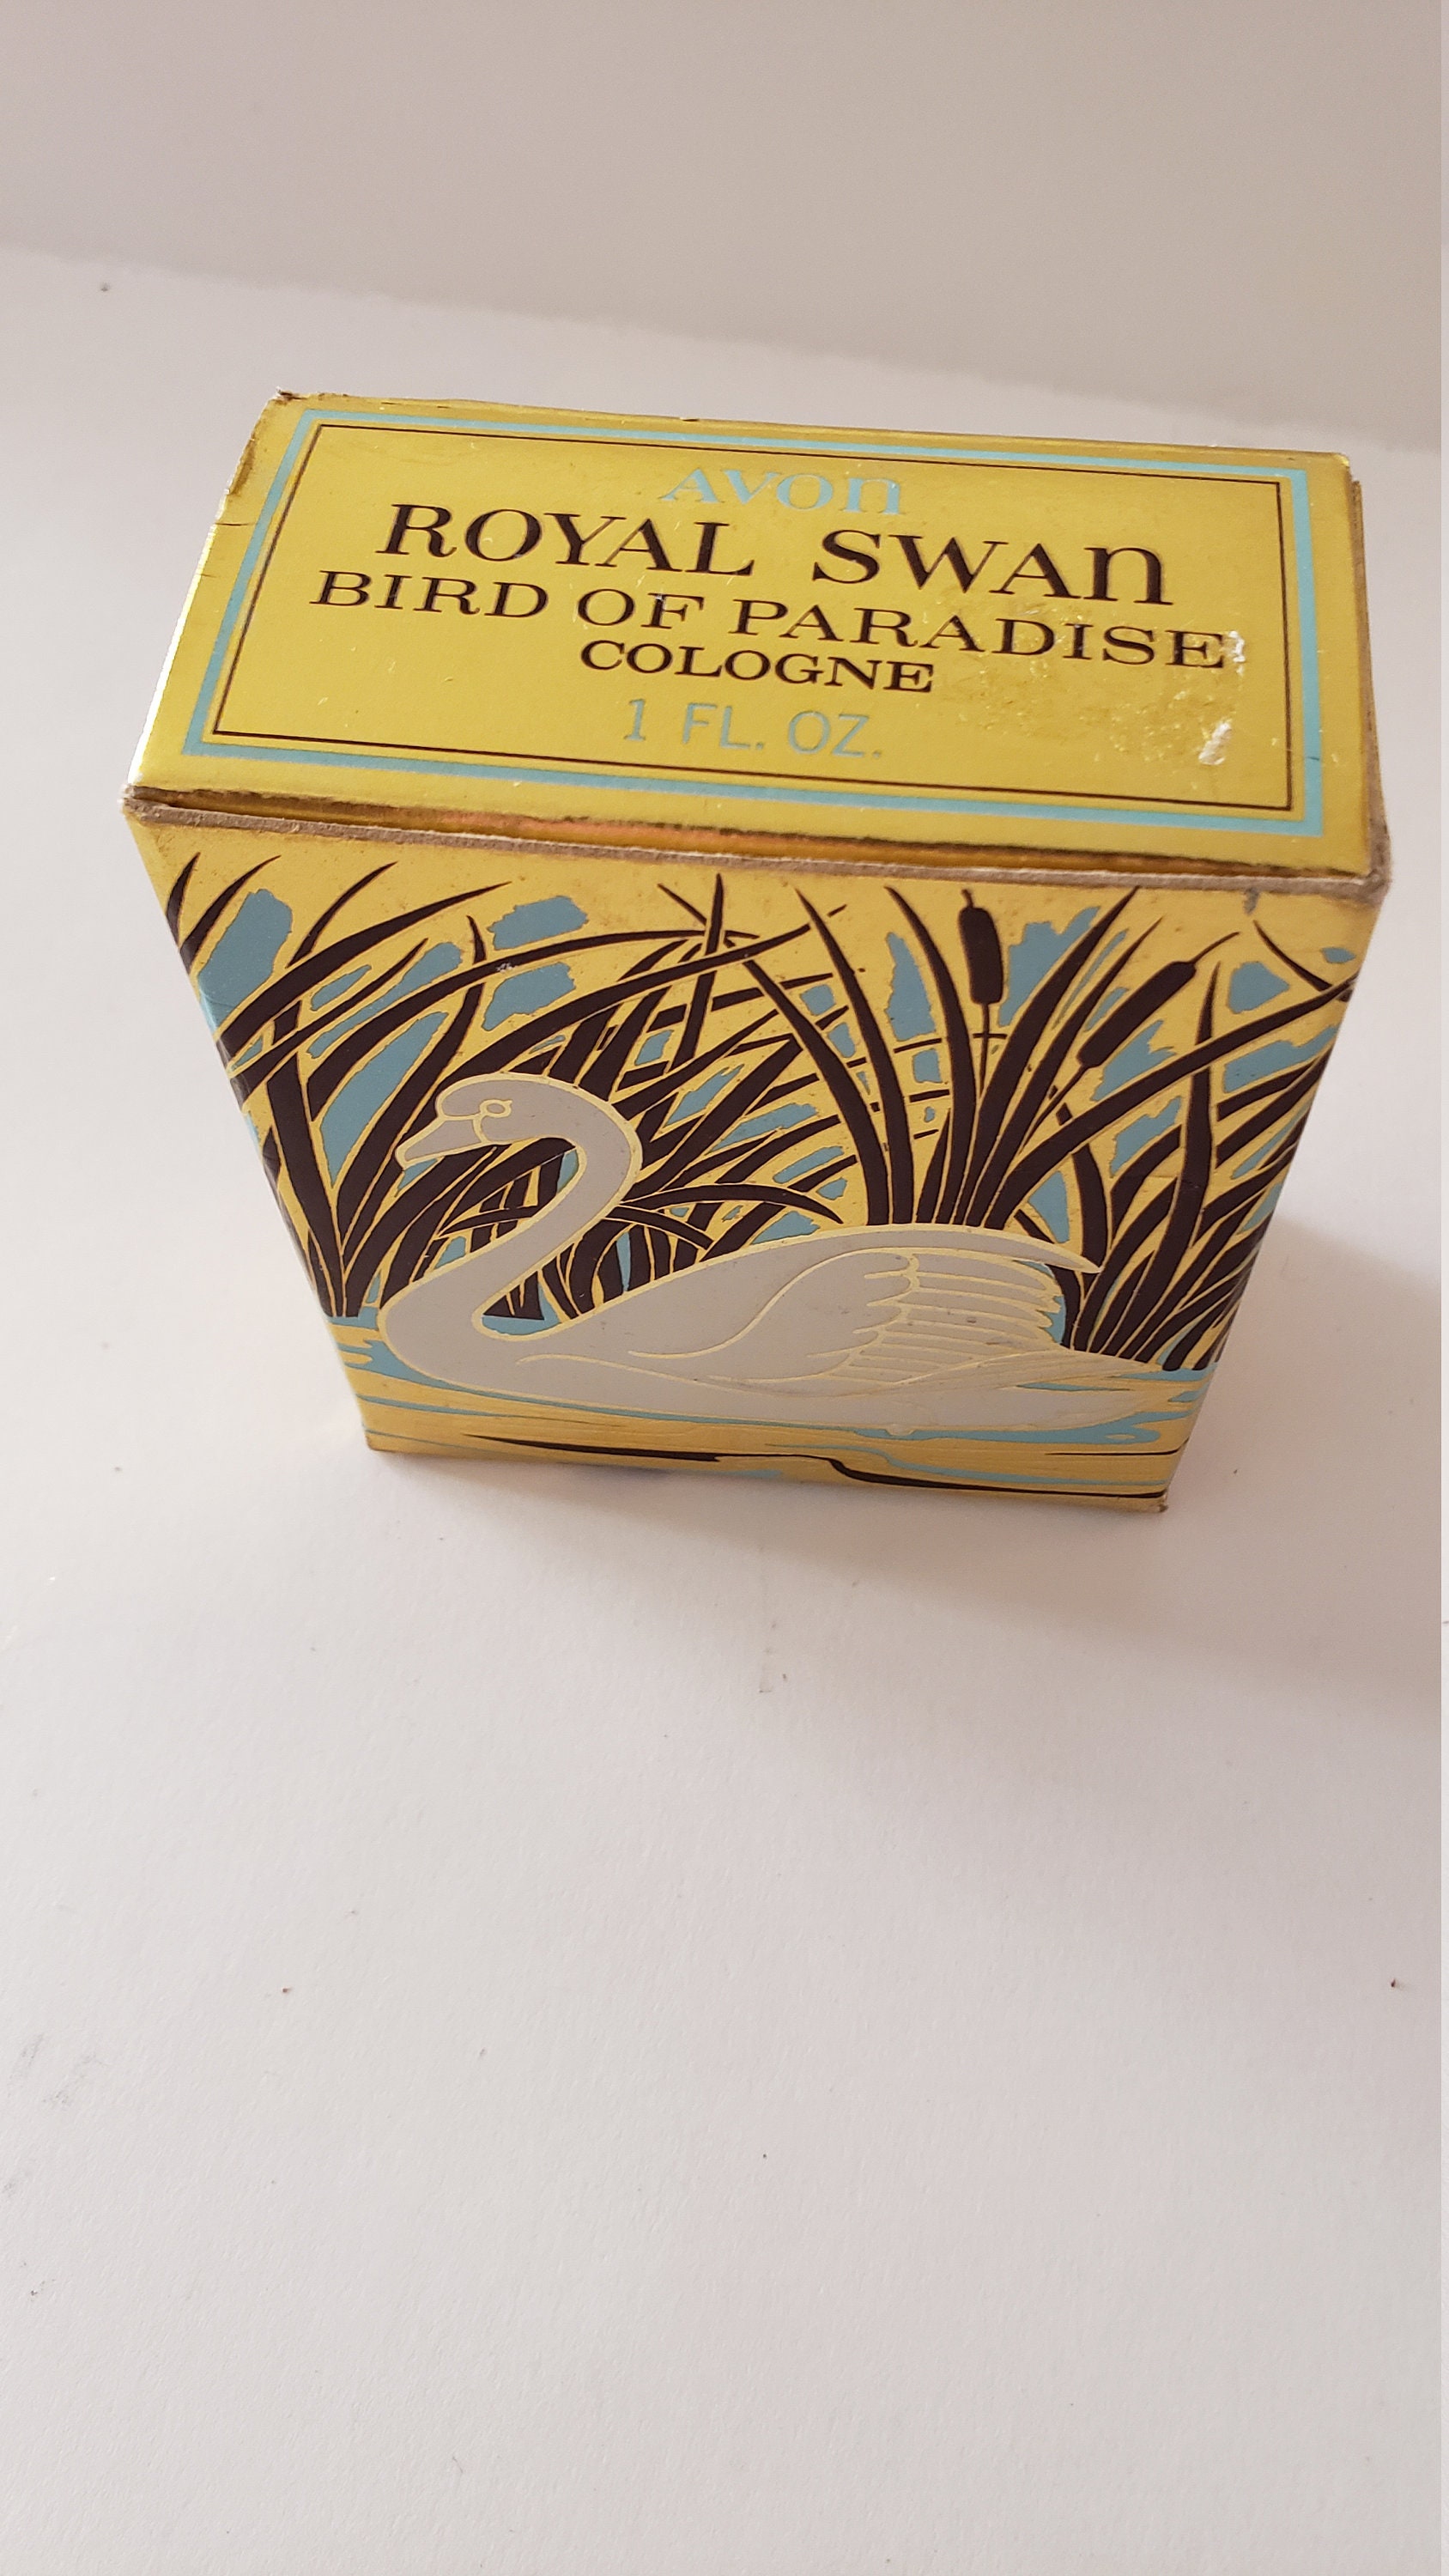 AVON
ROYAL SWAN
BIRD OF PARADISE
COLOGNE
1 FL. OZ.